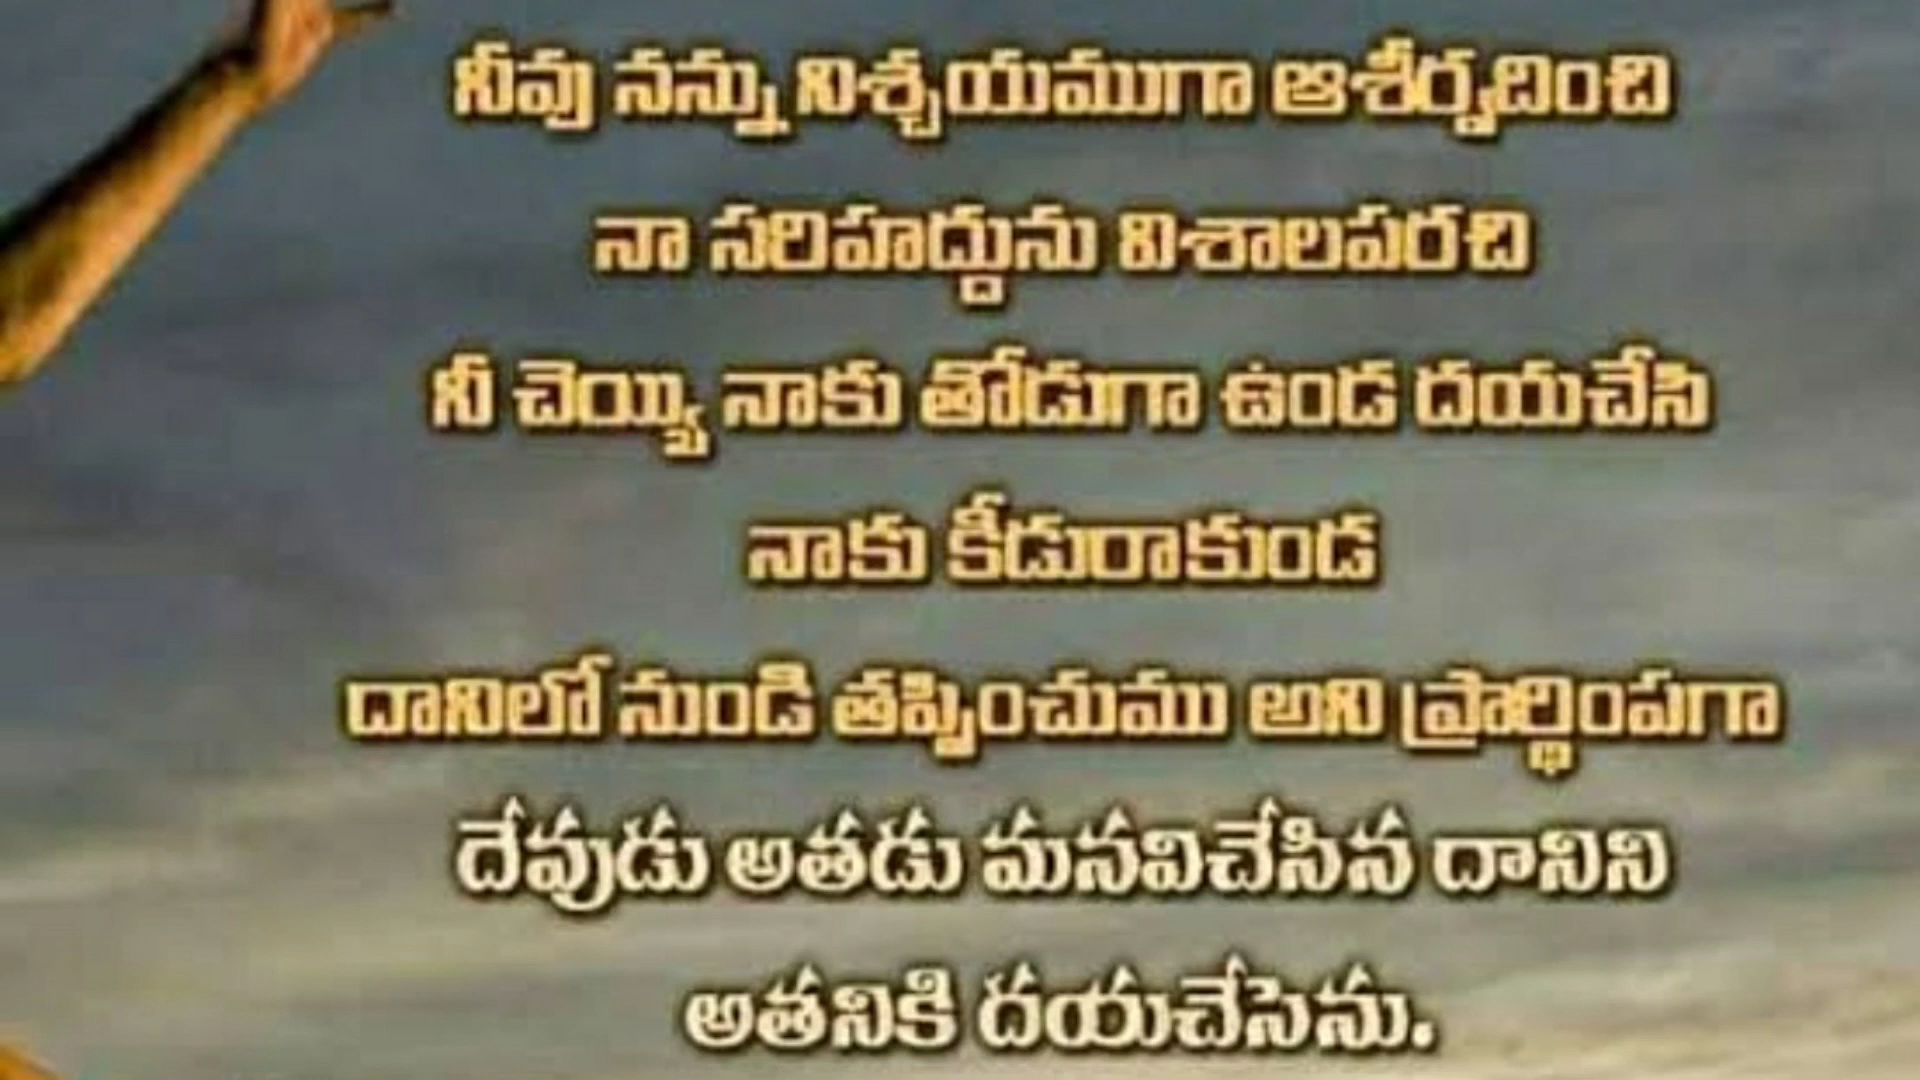 నీవు నన్ను నిశ్చయముగా ఆశీర్వదించి
నా సరిహద్దును విశాలపరచి
నీ చెయ్యి నాకు తోడుగా ఉండ దయచేసి
నాకు కీడురాకుండ
దానిలో నుండి తప్పించుము అని ప్రార్థింపగా
దేవుడు అతడు మనవిచేసిన దానిని
అతనికి దయచేసెను.